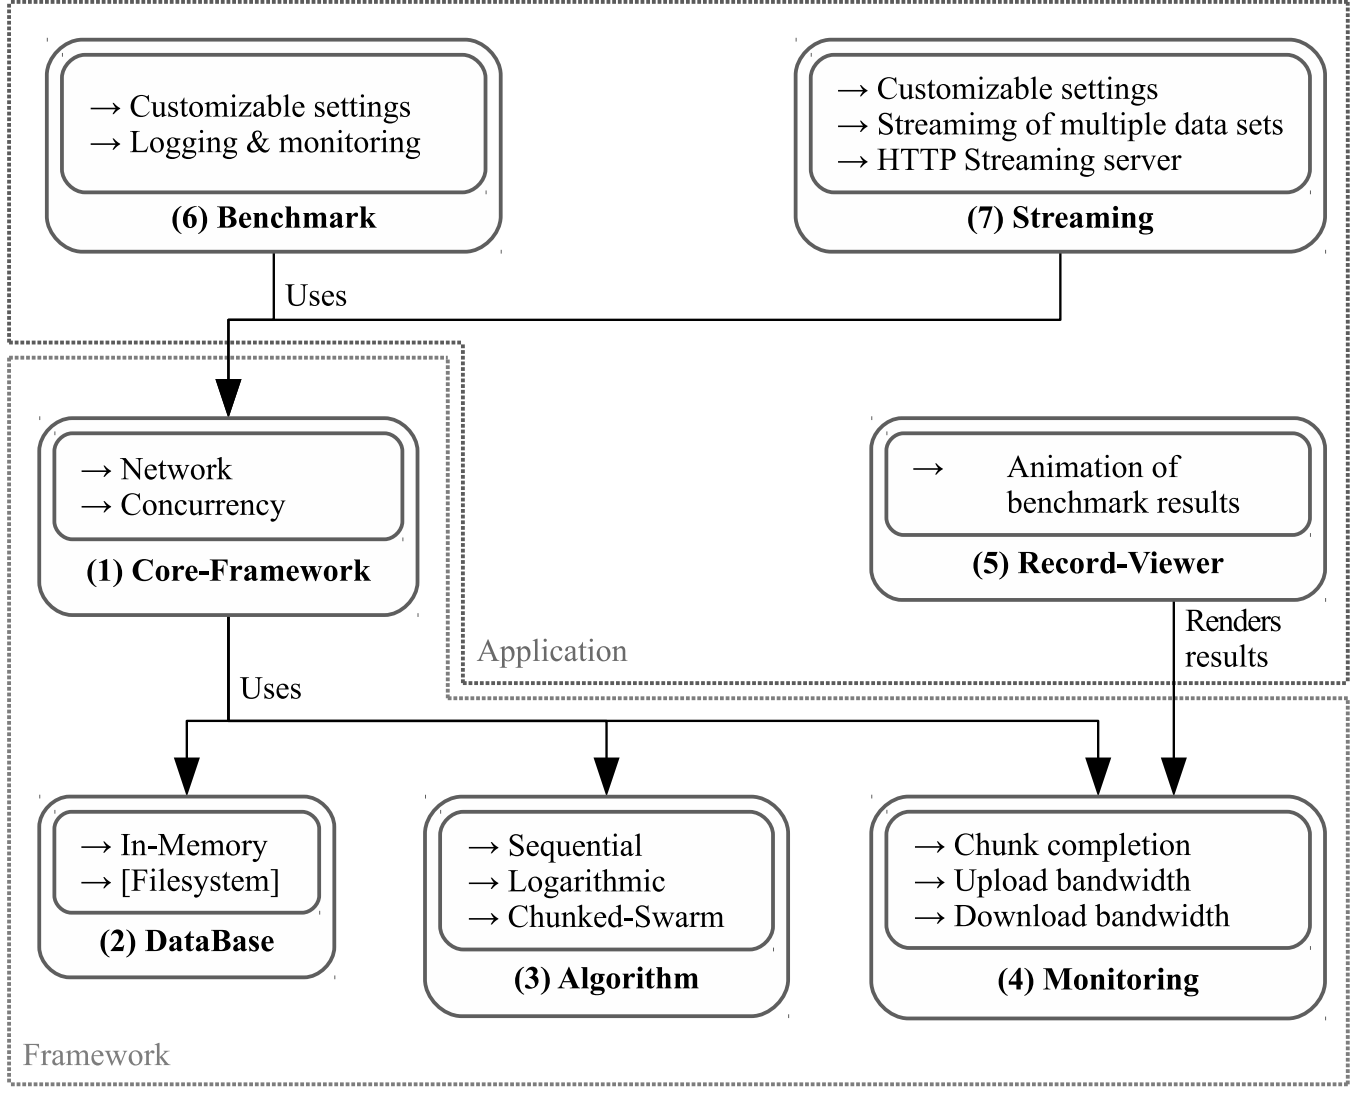 → Customizable settings
→ Logging & monitoring
(6) Benchmark
→ Customizable settings
→ Streamimg of multiple data sets
→ HTTP Streaming server
(7) Streaming
Uses
→ Network
→ Concurrency
(1) Core-Framework
→ Animation of
benchmark results
(5) Record-Viewer
Renders
results
Application
Uses
→ In-Memory
→ [Filesystem]
(2) DataBase
→ Sequential
→ Logarithmic
→ Chunked-Swarm
(3) Algorithm
→ Chunk completion
→ Upload bandwidth
→ Download bandwidth
(4) Monitoring
Framework